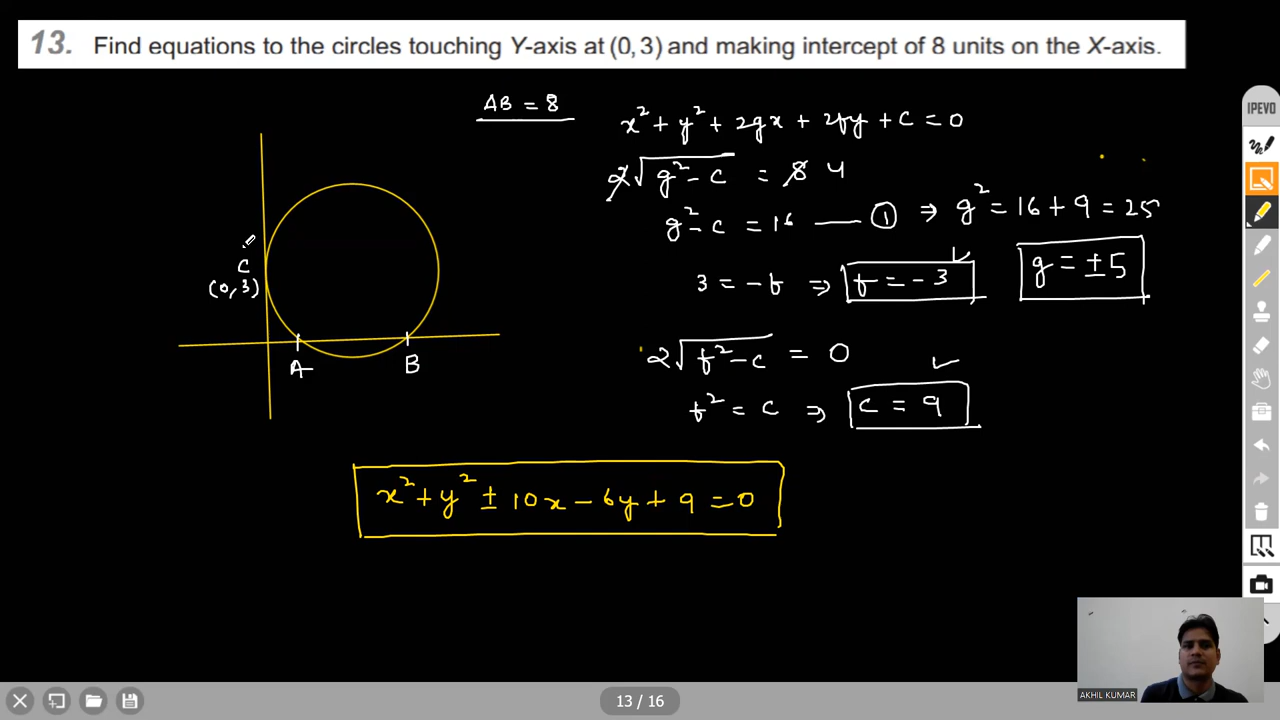 13. Find equations to the circles touching Y-axis at (0, 3) and making intercept of 8 units on the X-axis.
IPEVO
AB = 8
x² + y² + 2gx + 2fy + c = 0
2√(g² - c) = 8 4
g² - c = 16 — ① ⇒ g² = 16 + 9 = 25
g = ±5
3 = -f ⇒ f = -3
C
(0, 3)
A
B
2√(f² - c) = 0
f² = c ⇒ c = 9
x² + y² ± 10x - 6y + 9 = 0
AKHIL KUMAR
13 / 16